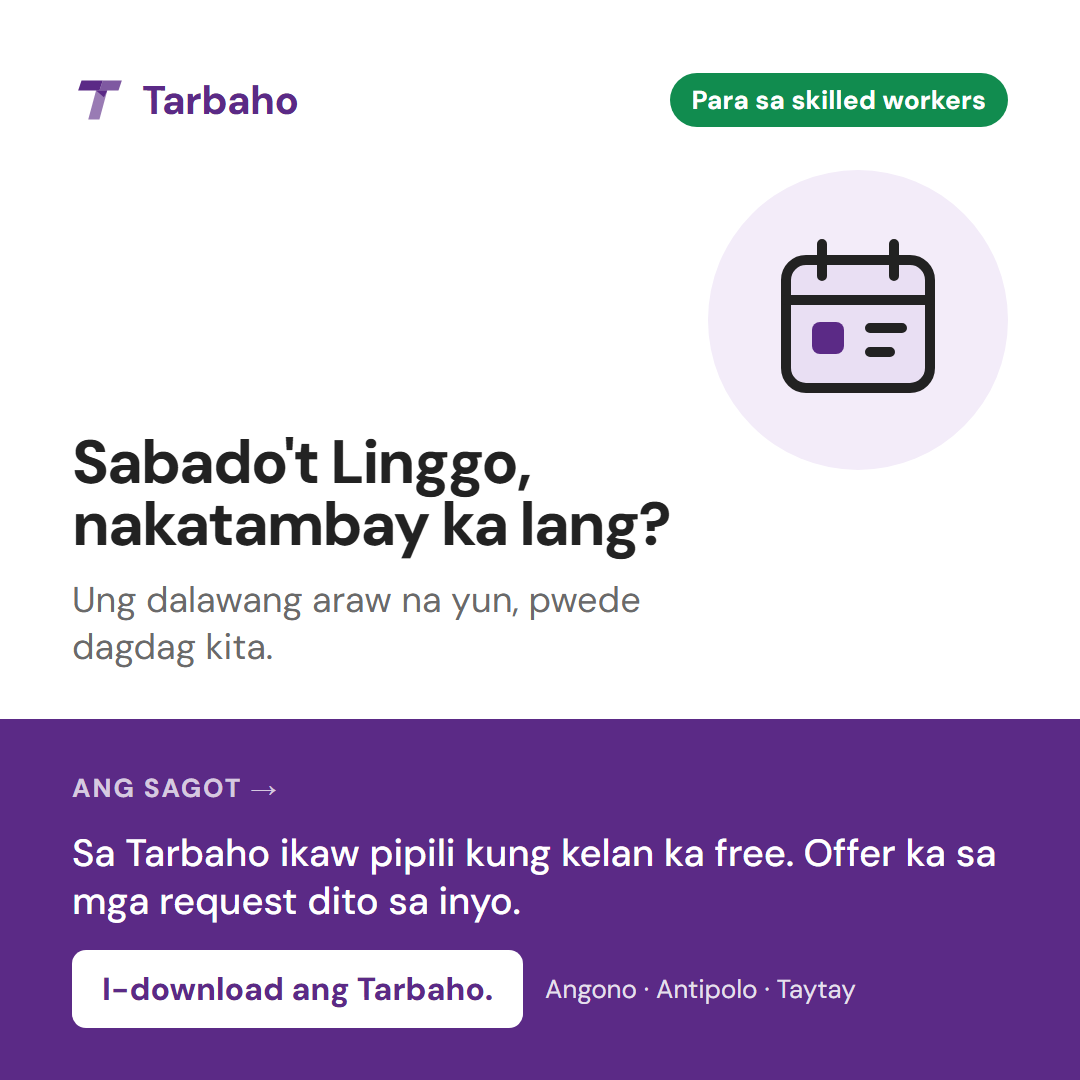 Tarbaho
Para sa skilled workers
Sabado't Linggo,
nakatambay ka lang?
Ung dalawang araw na yun, pwede
dagdag kita.
ANG SAGOT →
Sa Tarbaho ikaw pipili kung kelan ka free. Offer ka sa
mga request dito sa inyo.
I-download ang Tarbaho.
Angono · Antipolo · Taytay